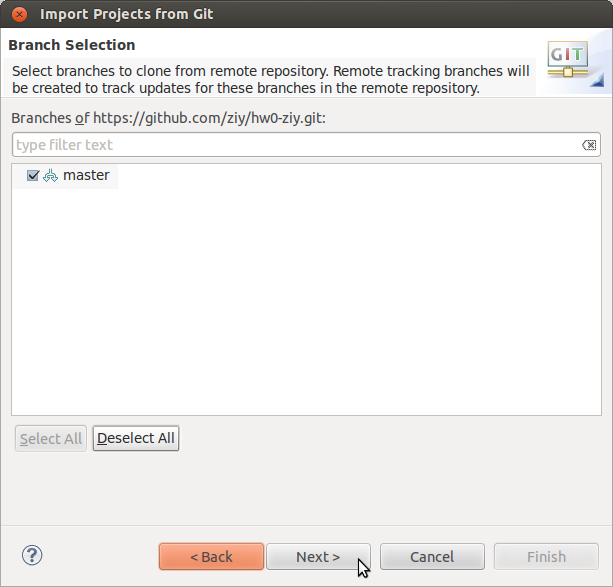 Import Projects from Git
Branch Selection
GIT
Select branches to clone from remote repository. Remote tracking branches will
be created to track updates for these branches in the remote repository.
Branches of https://github.com/ziy/hw0-ziy.git:
type filter text
master
Select All
Deselect All
?
< Back
Next >
Cancel
Finish